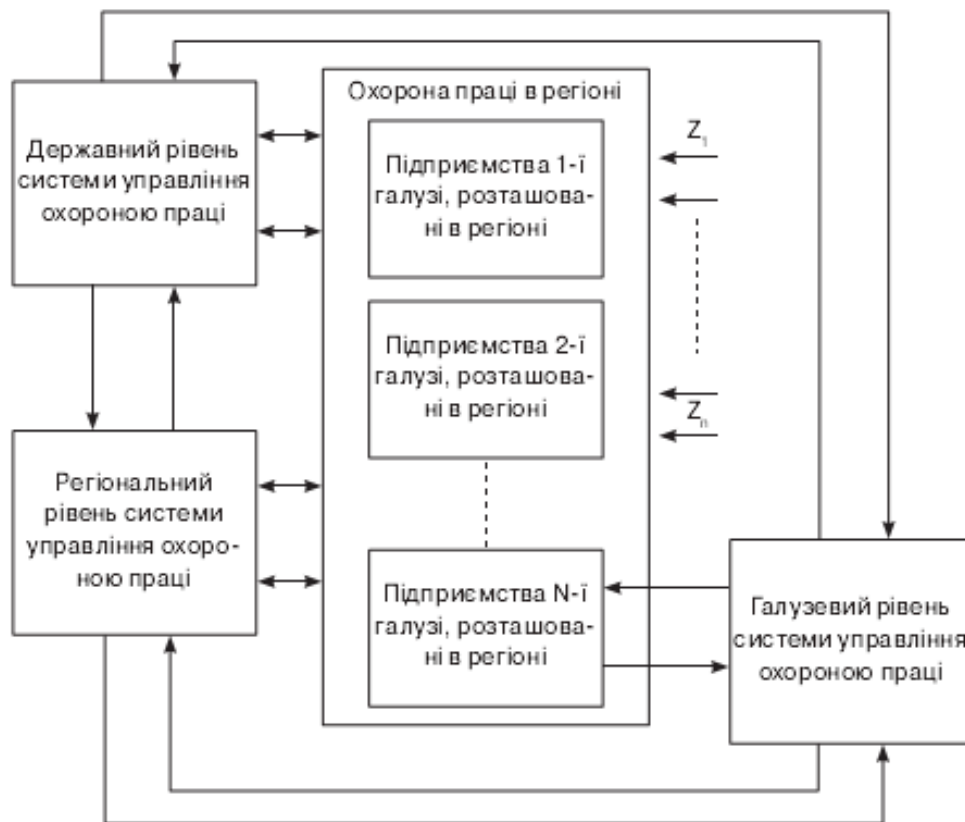 Державний рівень
системи управління
охороною праці
Охорона праці в регіоні
Підприємства 1-ї
галузі, розташова-
ні в регіоні
Z₁
Підприємства 2-ї
галузі, розташова-
ні в регіоні
Zₙ
Регіональний
рівень системи
управління охоро-
ною праці
Підприємства N-ї
галузі, розташова-
ні в регіоні
Галузевий рівень
системи управління
охороною праці